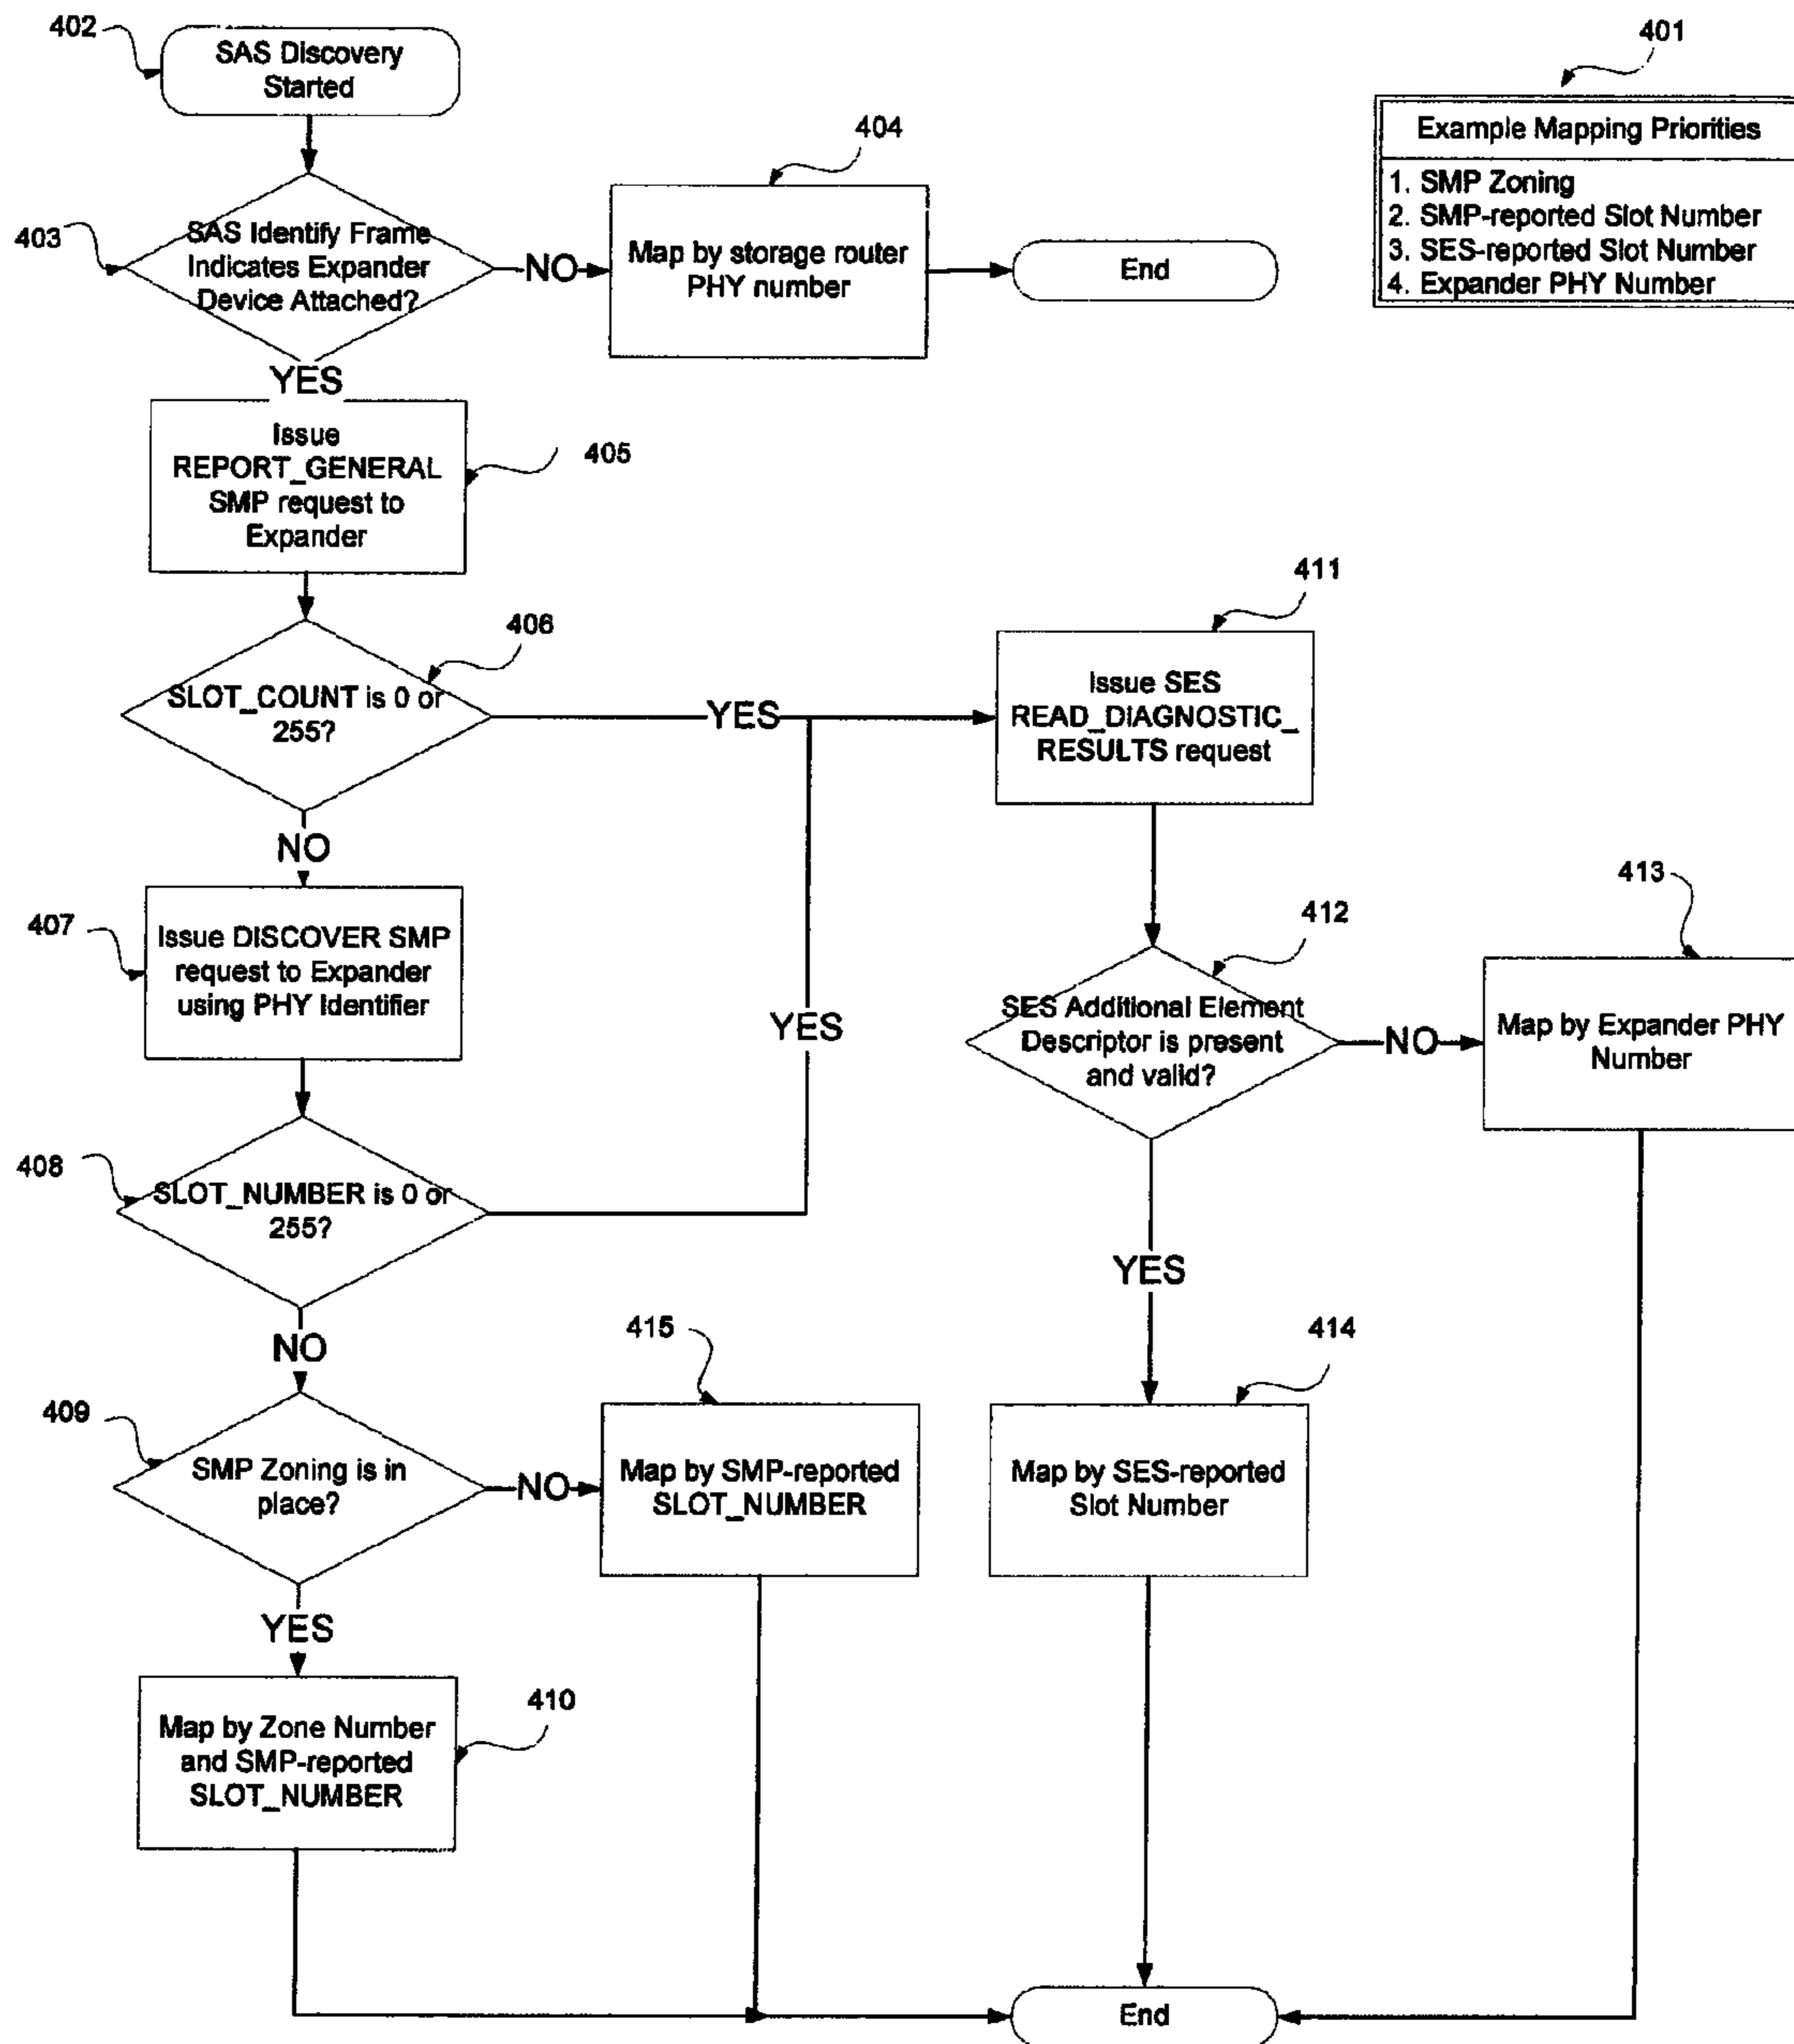 402
SAS Discovery
Started
401
Example Mapping Priorities
1. SMP Zoning
2. SMP-reported Slot Number
3. SES-reported Slot Number
4. Expander PHY Number
403
SAS Identify Frame
Indicates Expander
Device Attached?
NO
404
Map by storage router
PHY number
End
YES
Issue
REPORT_GENERAL
SMP request to
Expander
405
406
SLOT_COUNT is 0 or
255?
YES
411
Issue SES
READ_DIAGNOSTIC_
RESULTS request
NO
407
Issue DISCOVER SMP
request to Expander
using PHY Identifier
YES
412
SES Additional Element
Descriptor is present
and valid?
NO
413
Map by Expander PHY
Number
408
SLOT_NUMBER is 0 or
255?
YES
NO
409
SMP Zoning is in
place?
NO
415
Map by SMP-reported
SLOT_NUMBER
414
Map by SES-reported
Slot Number
YES
Map by Zone Number
and SMP-reported
SLOT_NUMBER
410
End